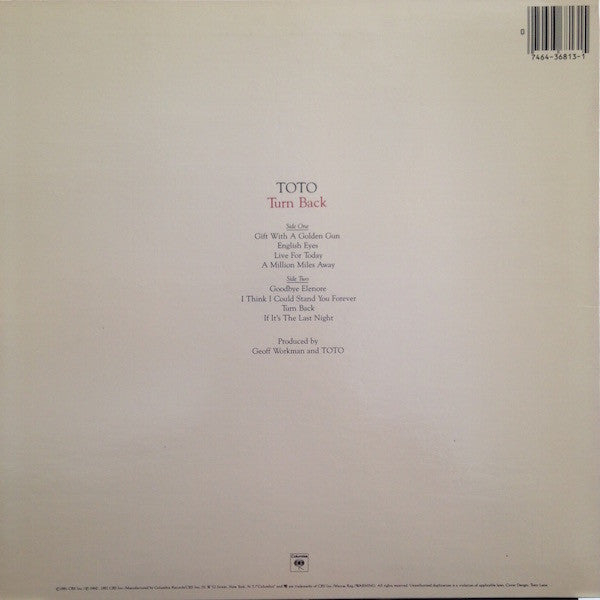 0
7464-36813-1
TOTO
Turn Back
Side One
Gift With A Golden Gun
English Eyes
Live For Today
A Million Miles Away
Side Two
Goodbye Elenore
I Think I Could Stand You Forever
Turn Back
If It's The Last Night
Produced by
Geoff Workman and TOTO
Columbia